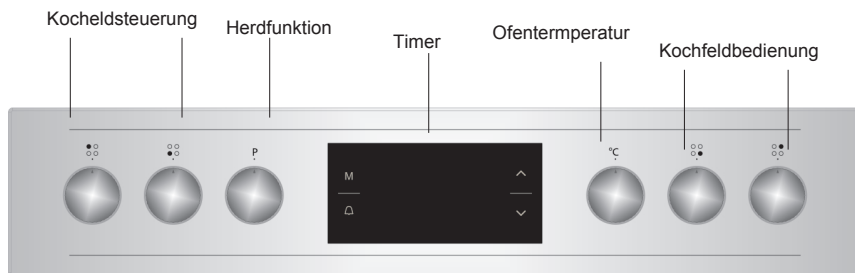 Kocheldsteuerung
Herdfunktion
Timer
Ofentermperatur
Kochfeldbedienung
P
°C
M